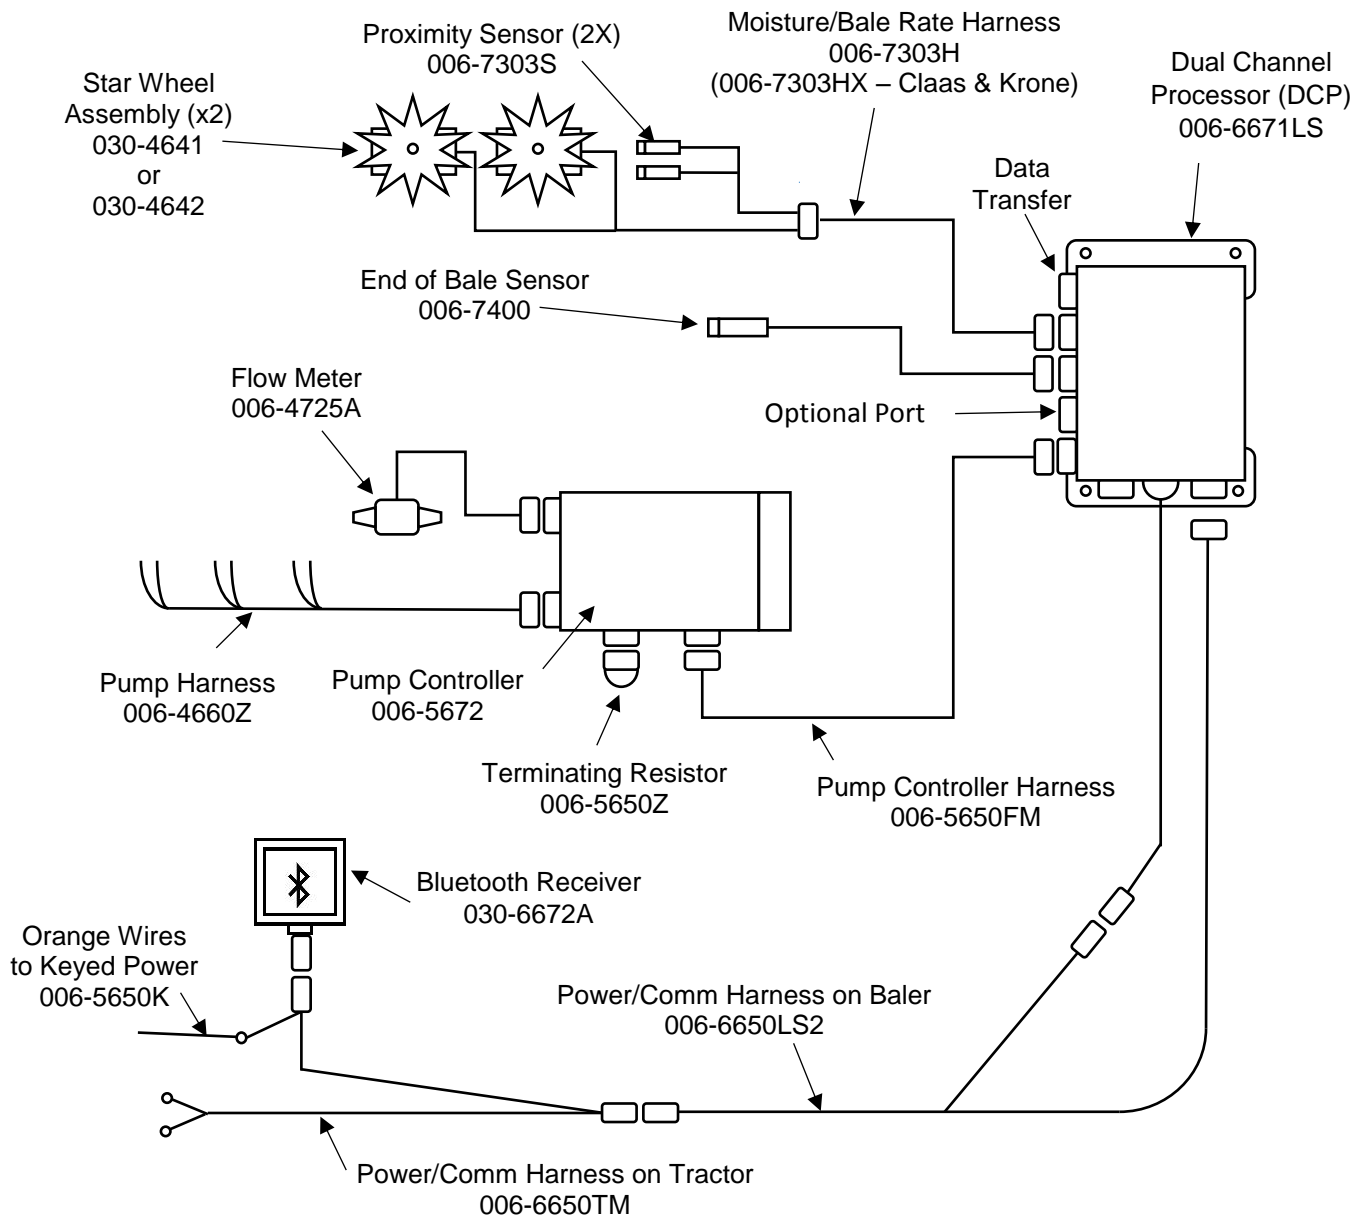 Proximity Sensor (2X)
006-7303S
Moisture/Bale Rate Harness
006-7303H
(006-7303HX – Claas & Krone)
Dual Channel
Processor (DCP)
006-6671LS
Star Wheel
Assembly (x2)
030-4641
or
030-4642
Data
Transfer
End of Bale Sensor
006-7400
Flow Meter
006-4725A
Optional Port
Pump Harness
006-4660Z
Pump Controller
006-5672
Terminating Resistor
006-5650Z
Pump Controller Harness
006-5650FM
Bluetooth Receiver
030-6672A
Orange Wires
to Keyed Power
006-5650K
Power/Comm Harness on Baler
006-6650LS2
Power/Comm Harness on Tractor
006-6650TM